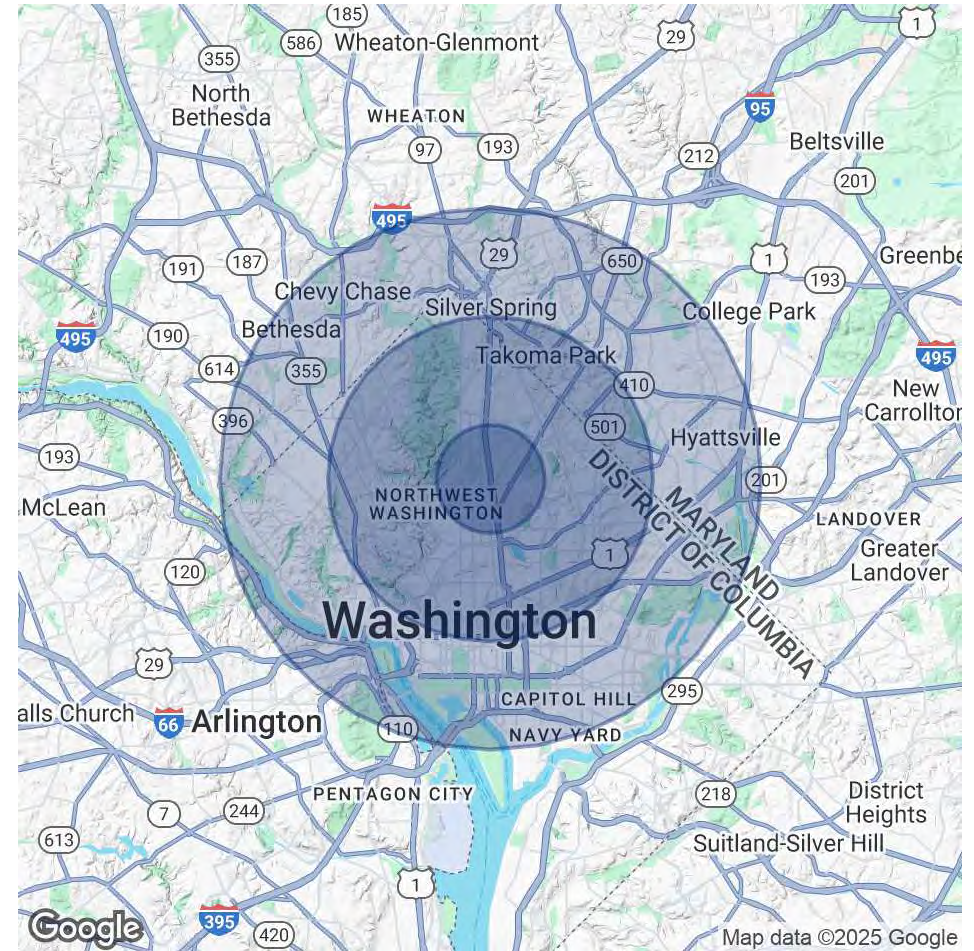 185
1
29
586
Wheaton-Glenmont
355
North
Bethesda
WHEATON
95
97
193
212
Beltsville
201
495
29
650
1
Greenbe
191
187
193
Chevy Chase
Silver Spring
College Park
Bethesda
190
495
495
614
355
Takoma Park
410
New
Carrollton
396
501
Hyattsville
193
201
McLean
NORTHWEST
WASHINGTON
DISTRICT OF COLUMBIA
MARYLAND
LANDOVER
1
Greater
Landover
120
Washington
29
295
CAPITOL HILL
alls Church
66
Arlington
110
NAVY YARD
PENTAGON CITY
218
District
Heights
7
244
613
Suitland-Silver Hill
1
395
420
Google
Map data ©2025 Google